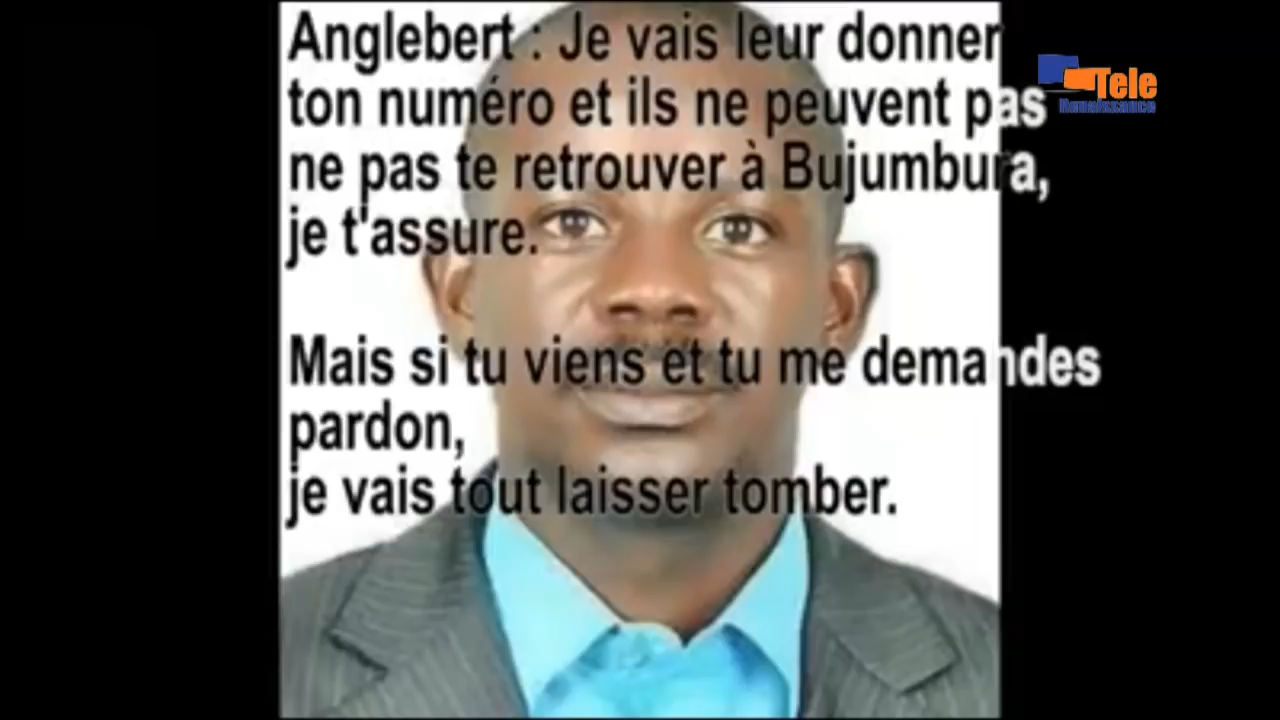 Anglebert : Je vais leur donner
ton numéro et ils ne peuvent pas
ne pas te retrouver à Bujumbura,
je t'assure.
Mais si tu viens et tu me demandes
pardon,
je vais tout laisser tomber.
Tele
Renaissance